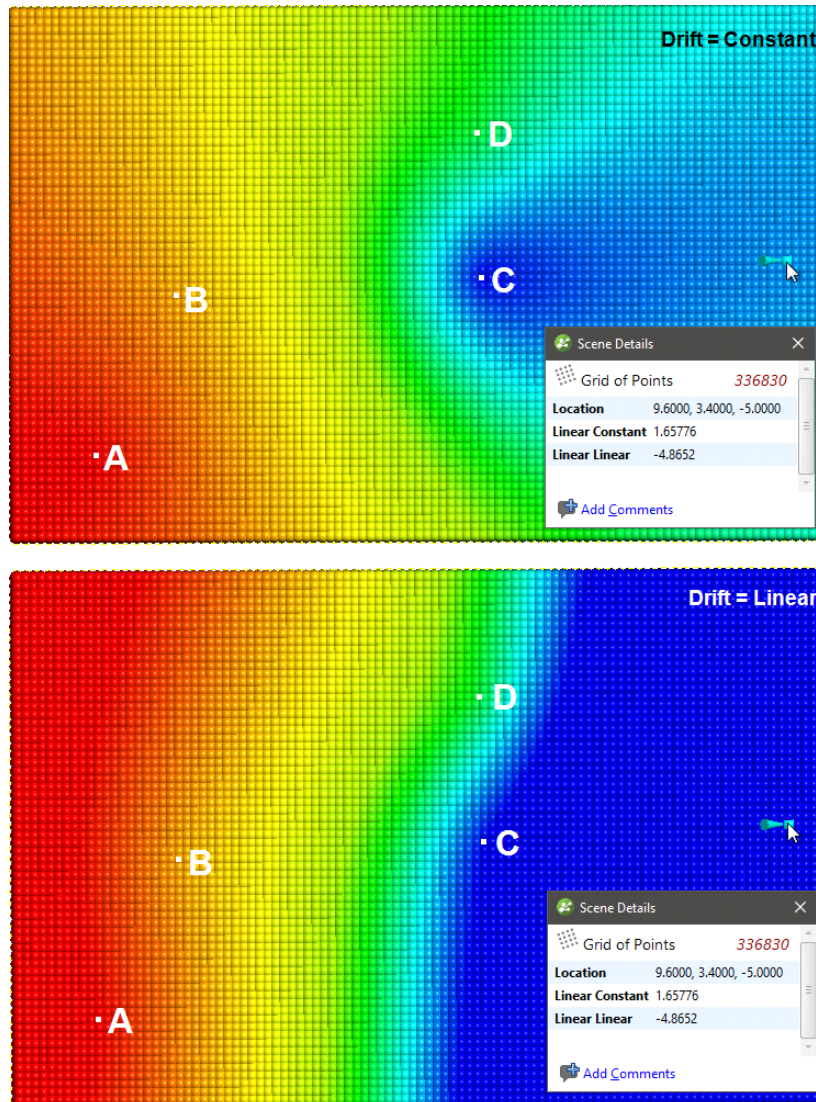 Drift = Constant
D
C
B
A
Scene Details
Grid of Points 336830
Location 9.6000, 3.4000, -5.0000
Linear Constant 1.65776
Linear Linear -4.8652
Add Comments
Drift = Linear
D
C
B
A
Scene Details
Grid of Points 336830
Location 9.6000, 3.4000, -5.0000
Linear Constant 1.65776
Linear Linear -4.8652
Add Comments